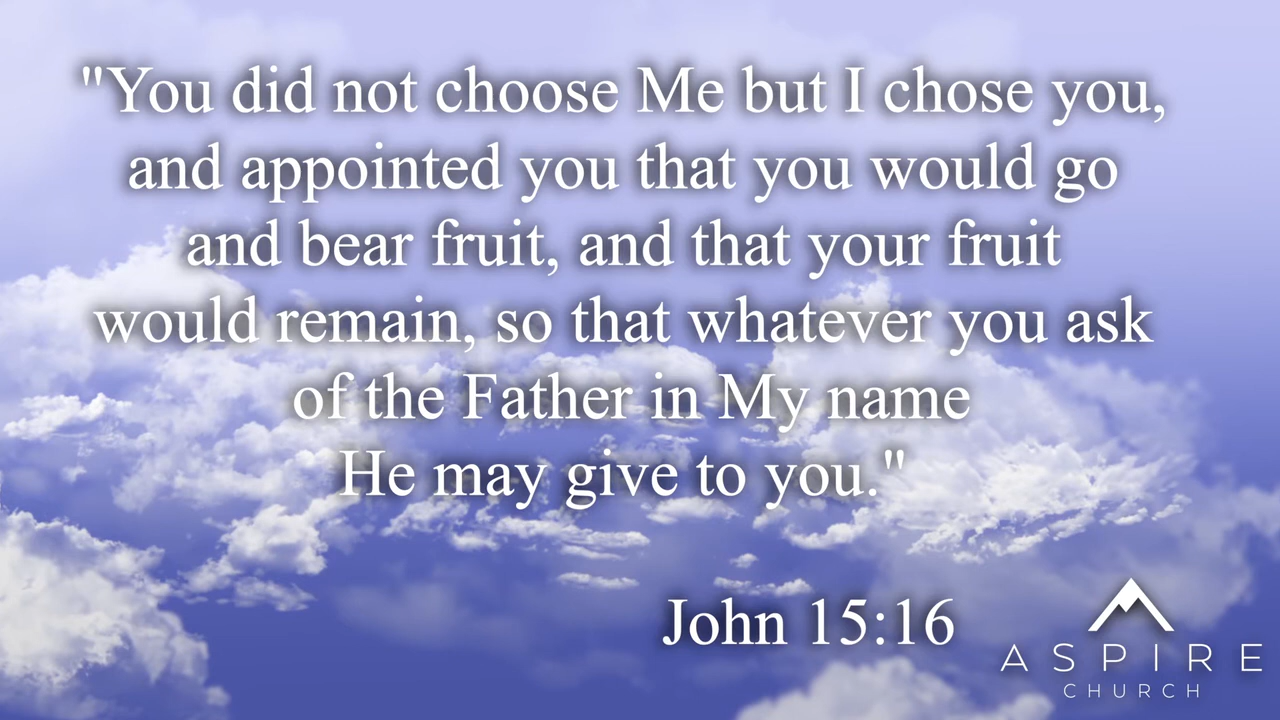 "You did not choose Me but I chose you,
and appointed you that you would go
and bear fruit, and that your fruit
would remain, so that whatever you ask
of the Father in My name
He may give to you."
John 15:16
ASPIRE
CHURCH